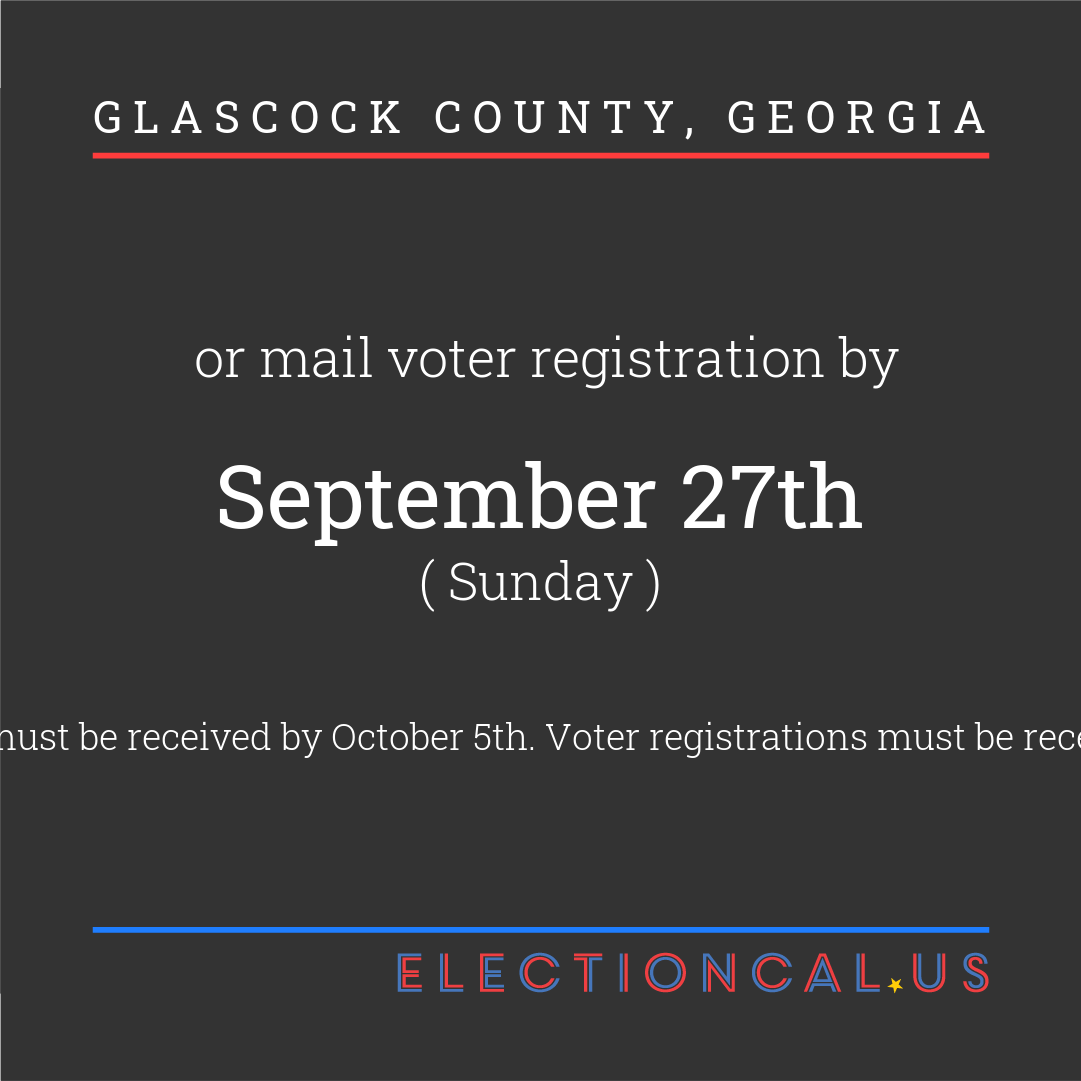 GLASCOCK COUNTY, GEORGIA
or mail voter registration by
September 27th
( Sunday )
must be received by October 5th. Voter registrations must be
ELECTIONCAL.US